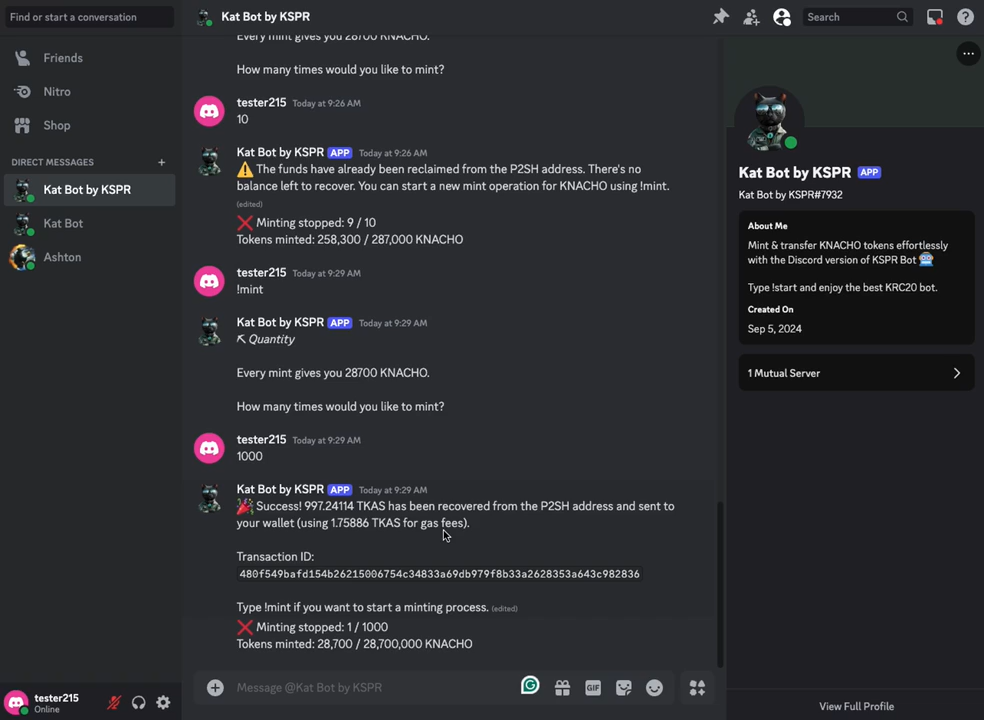 Find or start a conversation
Friends
Nitro
Shop
DIRECT MESSAGES +
Kat Bot by KSPR
Kat Bot
Ashton
tester215
Online
Kat Bot by KSPR
Search
Every mint gives you 28700 KNACHO.
How many times would you like to mint?
tester215 Today at 9:26 AM
10
Kat Bot by KSPR APP Today at 9:26 AM
⚠️ The funds have already been reclaimed from the P2SH address. There's no
balance left to recover. You can start a new mint operation for KNACHO using !mint.
(edited)
❌ Minting stopped: 9 / 10
Tokens minted: 258,300 / 287,000 KNACHO
tester215 Today at 9:29 AM
!mint
Kat Bot by KSPR APP Today at 9:29 AM
⛏ Quantity
Every mint gives you 28700 KNACHO.
How many times would you like to mint?
tester215 Today at 9:29 AM
1000
Kat Bot by KSPR APP Today at 9:29 AM
🎉 Success! 997.24114 TKAS has been recovered from the P2SH address and sent to
your wallet (using 1.75886 TKAS for gas fees).
Transaction ID:
480f549bafd154b26215006754c34833a69db979f8b33a2628353a643c982836
Type !mint if you want to start a minting process. (edited)
❌ Minting stopped: 1 / 1000
Tokens minted: 28,700 / 28,700,000 KNACHO
Message @Kat Bot by KSPR
GIF
Kat Bot by KSPR APP
Kat Bot by KSPR#7932
About Me
Mint & transfer KNACHO tokens effortlessly
with the Discord version of KSPR Bot 🤖
Type !start and enjoy the best KRC20 bot.
Created On
Sep 5, 2024
1 Mutual Server
View Full Profile